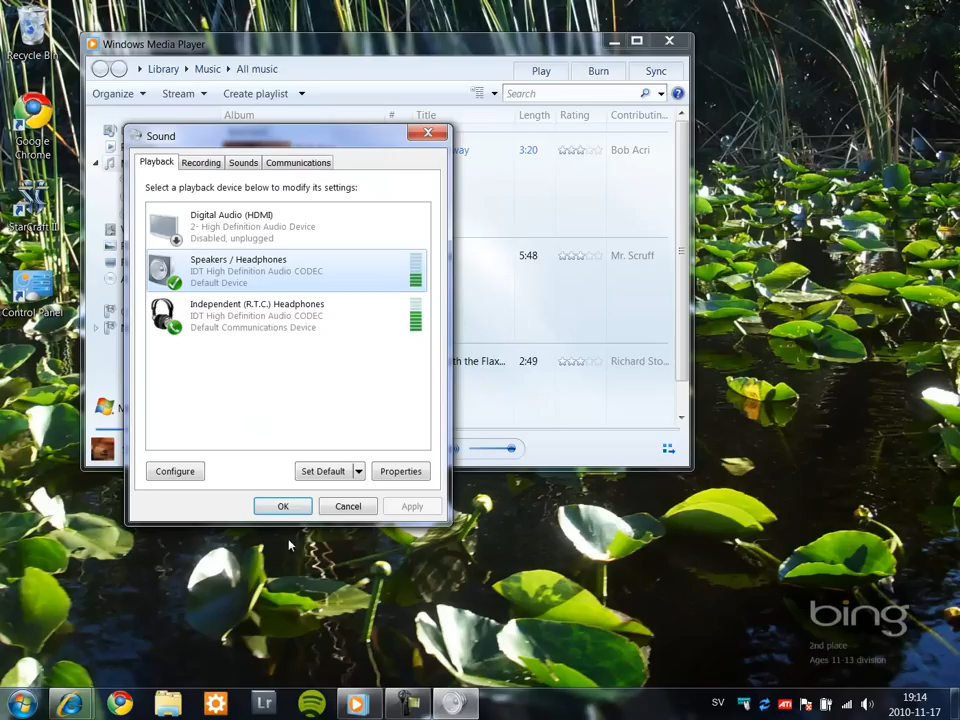 Recycle Bin
Google
Chrome
StarCraft II
Control Panel
Windows Media Player
Library
Music
All music
Play
Burn
Sync
Organize
Stream
Create playlist
Search
Album
#
Title
Length
Rating
Contributin...
way
3:20
Bob Acri
5:48
Mr. Scruff
th the Flax...
2:49
Richard Sto...
Sound
Playback
Recording
Sounds
Communications
Select a playback device below to modify its settings:
Digital Audio (HDMI)
2- High Definition Audio Device
Disabled, unplugged
Speakers / Headphones
IDT High Definition Audio CODEC
Default Device
Independent (R.T.C.) Headphones
IDT High Definition Audio CODEC
Default Communications Device
Configure
Set Default
Properties
OK
Cancel
Apply
bing
2nd place
Ages 11-13 division
Lr
SV
ATI
19:14
2010-11-17